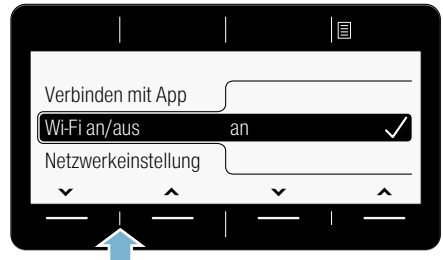 Verbinden mit App
Wi-Fi an/aus an
Netzwerkeinstellung